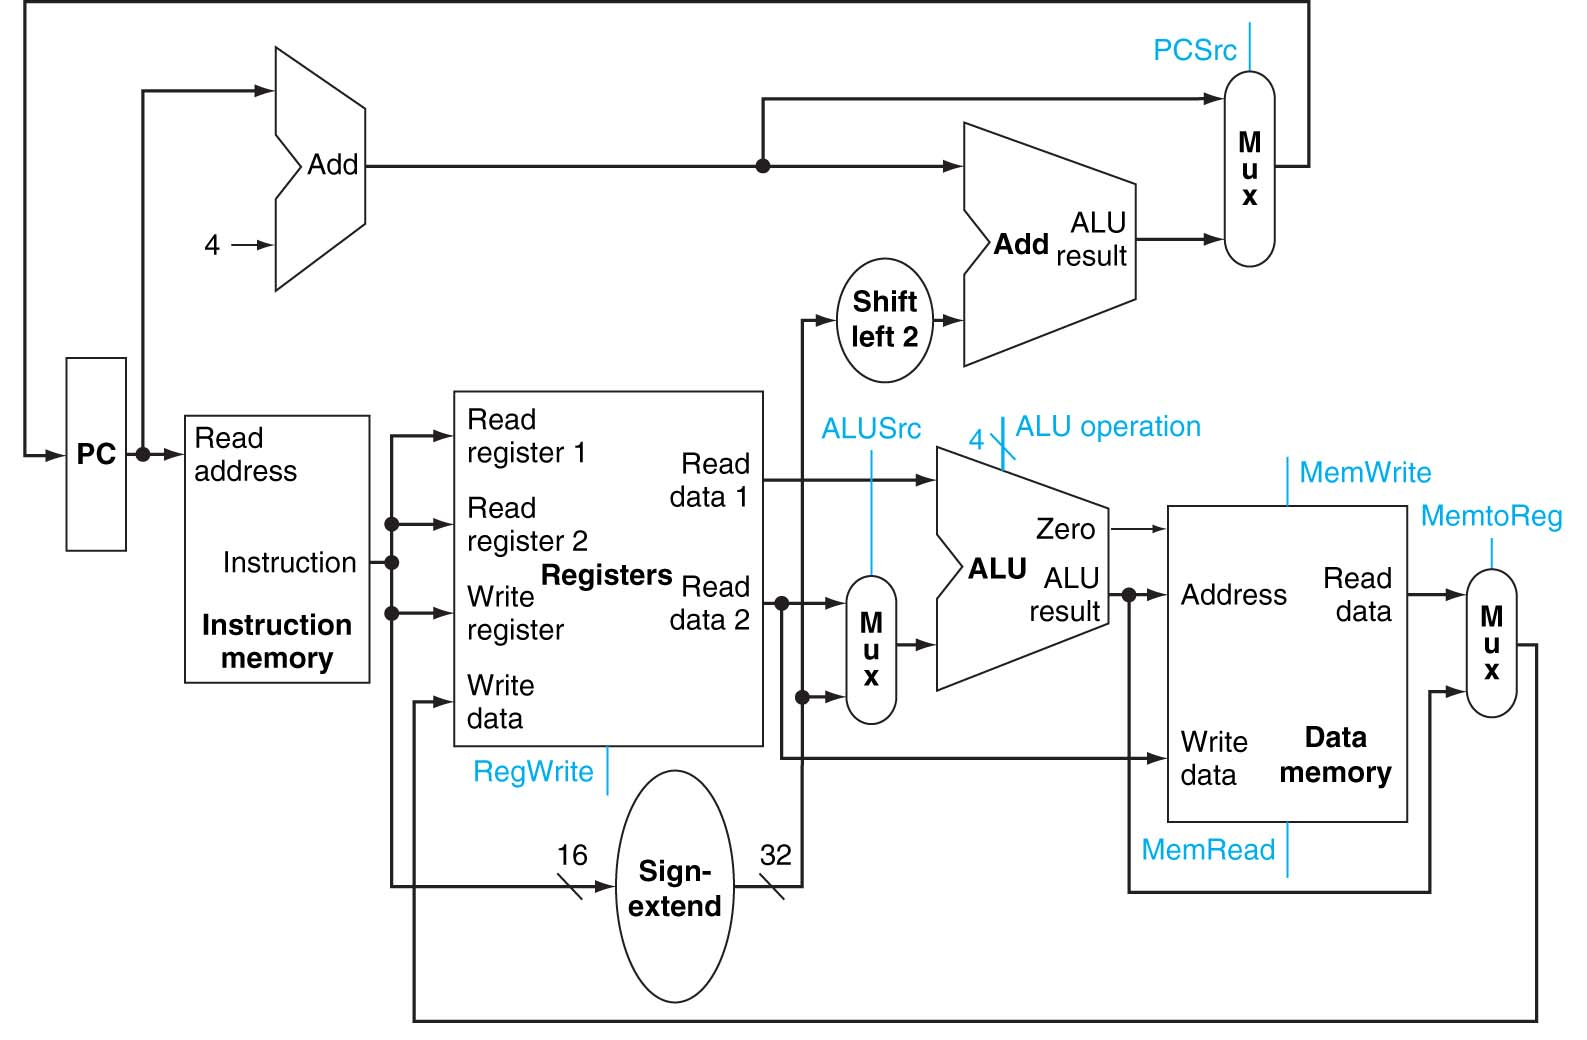 PCSrc
M
u
x
Add
4
Add
ALU
result
Shift
left 2
PC
Read
address
Instruction
Instruction
memory
Read
register 1
Read
register 2
Write
register
Write
data
Registers
Read
data 1
Read
data 2
RegWrite
16
Sign-
extend
32
ALUSrc
M
u
x
4
ALU operation
Zero
ALU
ALU
result
MemWrite
Address
Read
data
Write
data
Data
memory
MemRead
MemtoReg
M
u
x